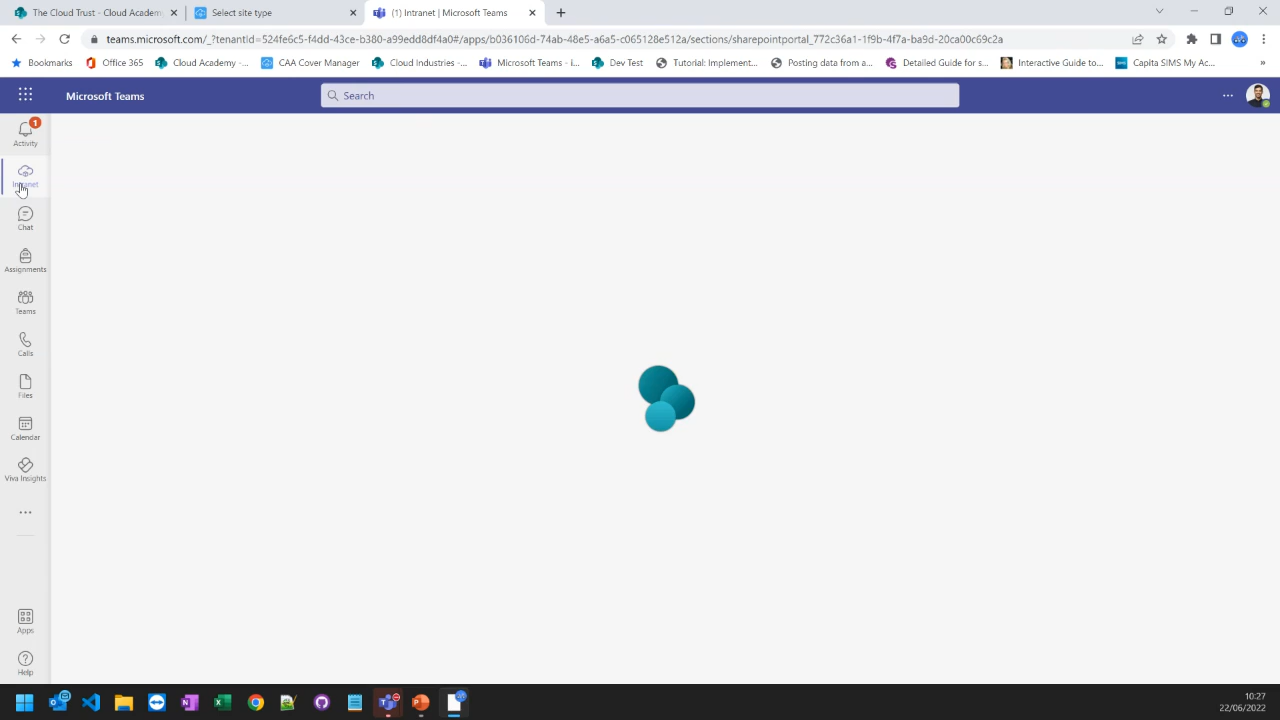 The Cloud Trust - Cloud Academ
Select site type
(1) Intranet | Microsoft Teams
teams.microsoft.com/_?tenantId=524fe6c5-f4dd-43ce-b380-a99edd8df4a0#/apps/b036106d-74ab-48e5-a6a5-c065128e512a/sections/sharepointportal_772c36a1-1f9b-4f7a-ba9d-20ca00c69c2a
Bookmarks
Office 365
Cloud Academy -...
CAA Cover Manager
Cloud Industries -...
Microsoft Teams - i...
Dev Test
Tutorial: Implement...
Posting data from a...
Detailed Guide for s...
Interactive Guide to...
Capita SIMS My Ac...
»
Microsoft Teams
Search
1
Activity
Intranet
Chat
Assignments
Teams
Calls
Files
Calendar
Viva Insights
Apps
Help
10:27
22/06/2022